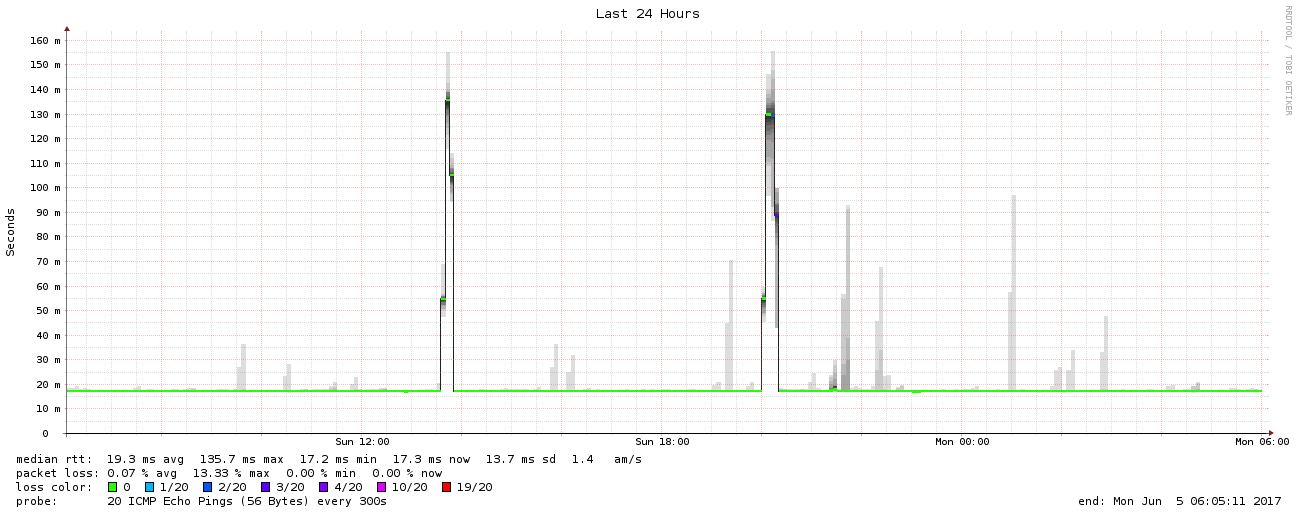 Last 24 Hours
RRDTOOL / TOBI OETIKER
160 m
150 m
140 m
130 m
120 m
110 m
100 m
90 m
80 m
70 m
60 m
50 m
40 m
30 m
20 m
10 m
0
Seconds
Sun 12:00 Sun 18:00 Mon 00:00 Mon 06:00
median rtt: 19.3 ms avg 135.7 ms max 17.2 ms min 17.3 ms now 13.7 ms sd 1.4 am/s
packet loss: 0.07 % avg 13.33 % max 0.00 % min 0.00 % now
loss color: 0 1/20 2/20 3/20 4/20 10/20 19/20
probe: 20 ICMP Echo Pings (56 Bytes) every 300s end: Mon Jun 5 06:05:11 2017